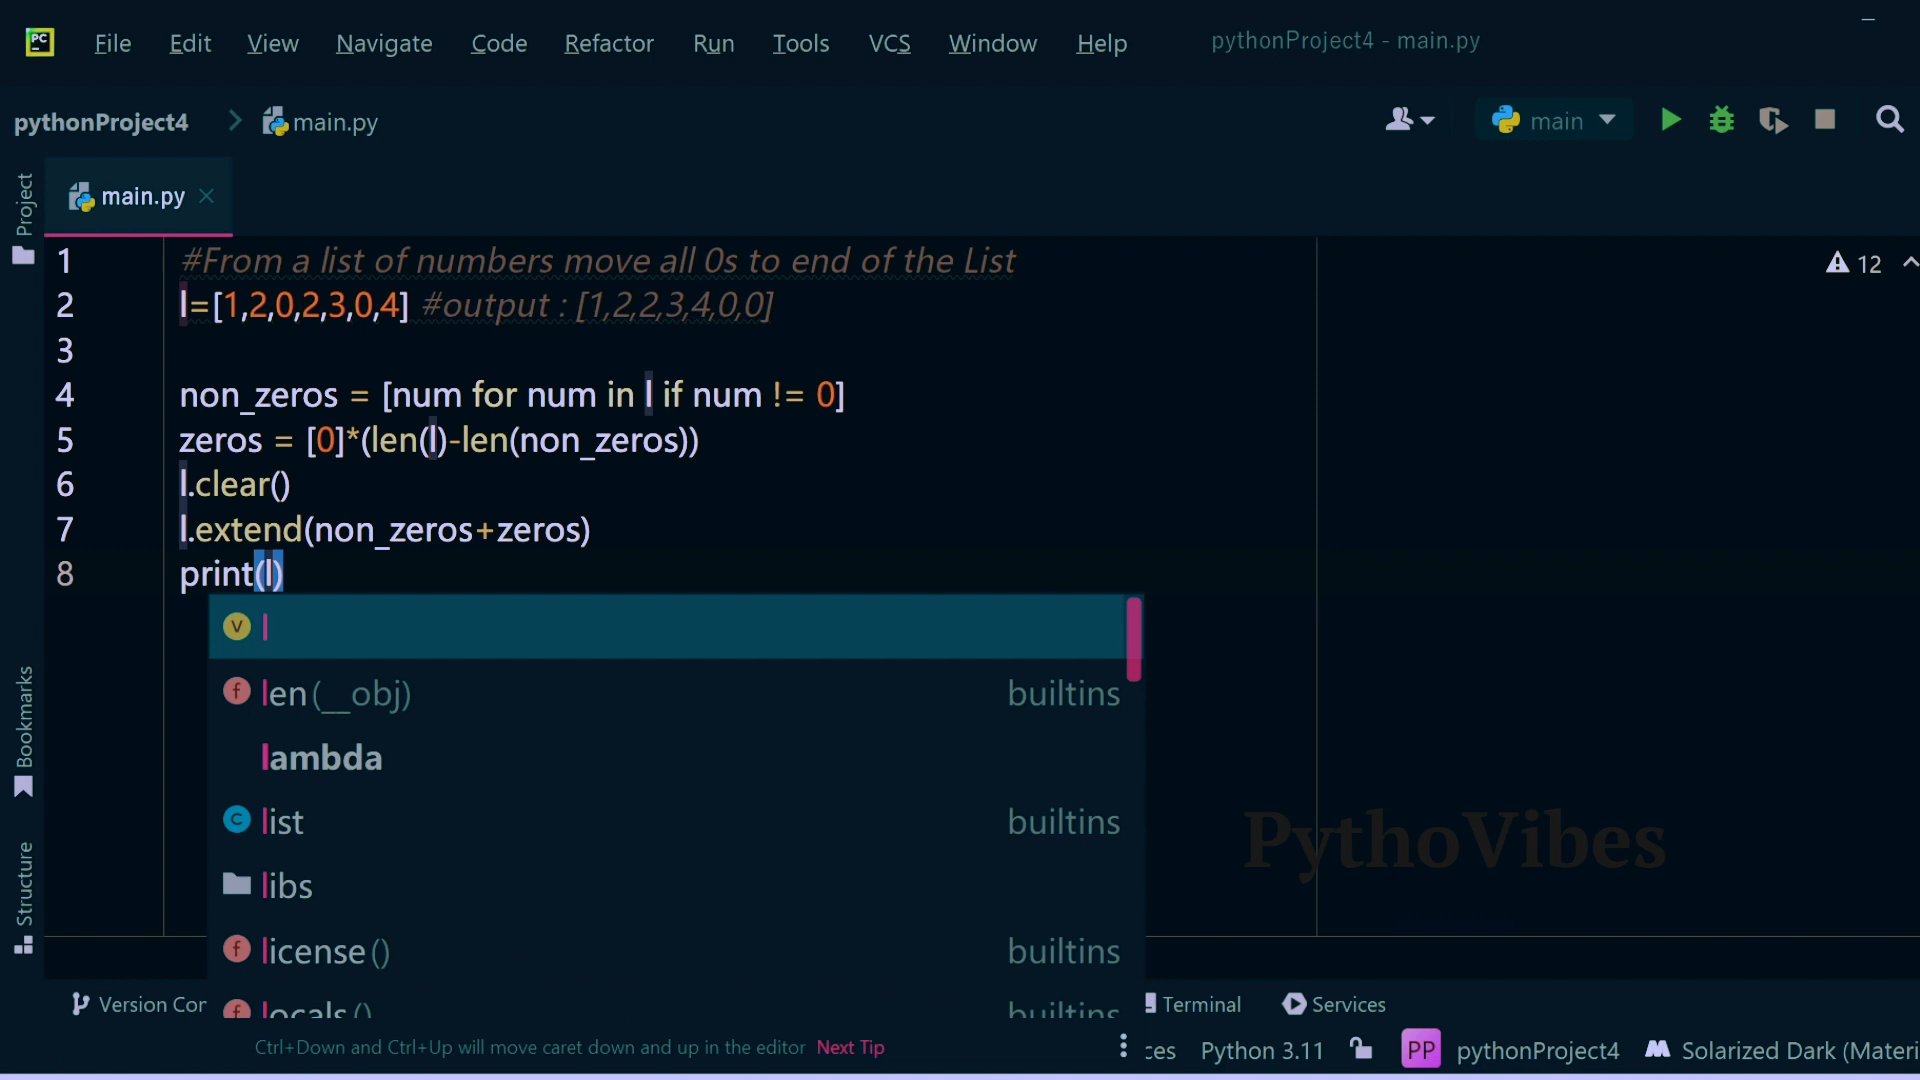 PC
File Edit View Navigate Code Refactor Run Tools VCS Window Help pythonProject4 - main.py
pythonProject4 main.py main
Project
main.py
1 #From a list of numbers move all 0s to end of the List
12
2 l=[1,2,0,2,3,0,4] #output : [1,2,2,3,4,0,0]
3
4 non_zeros = [num for num in l if num != 0]
5 zeros = [0]*(len(l)-len(non_zeros))
6 l.clear()
7 l.extend(non_zeros+zeros)
8 print(l)
V l
f len(__obj) builtins
lambda
C list builtins
libs
f license() builtins
f locals() builtins
Bookmarks
Structure
PythoVibes
Version Con Terminal Services
Ctrl+Down and Ctrl+Up will move caret down and up in the editor Next Tip
ces Python 3.11 PP pythonProject4 Solarized Dark (Materi